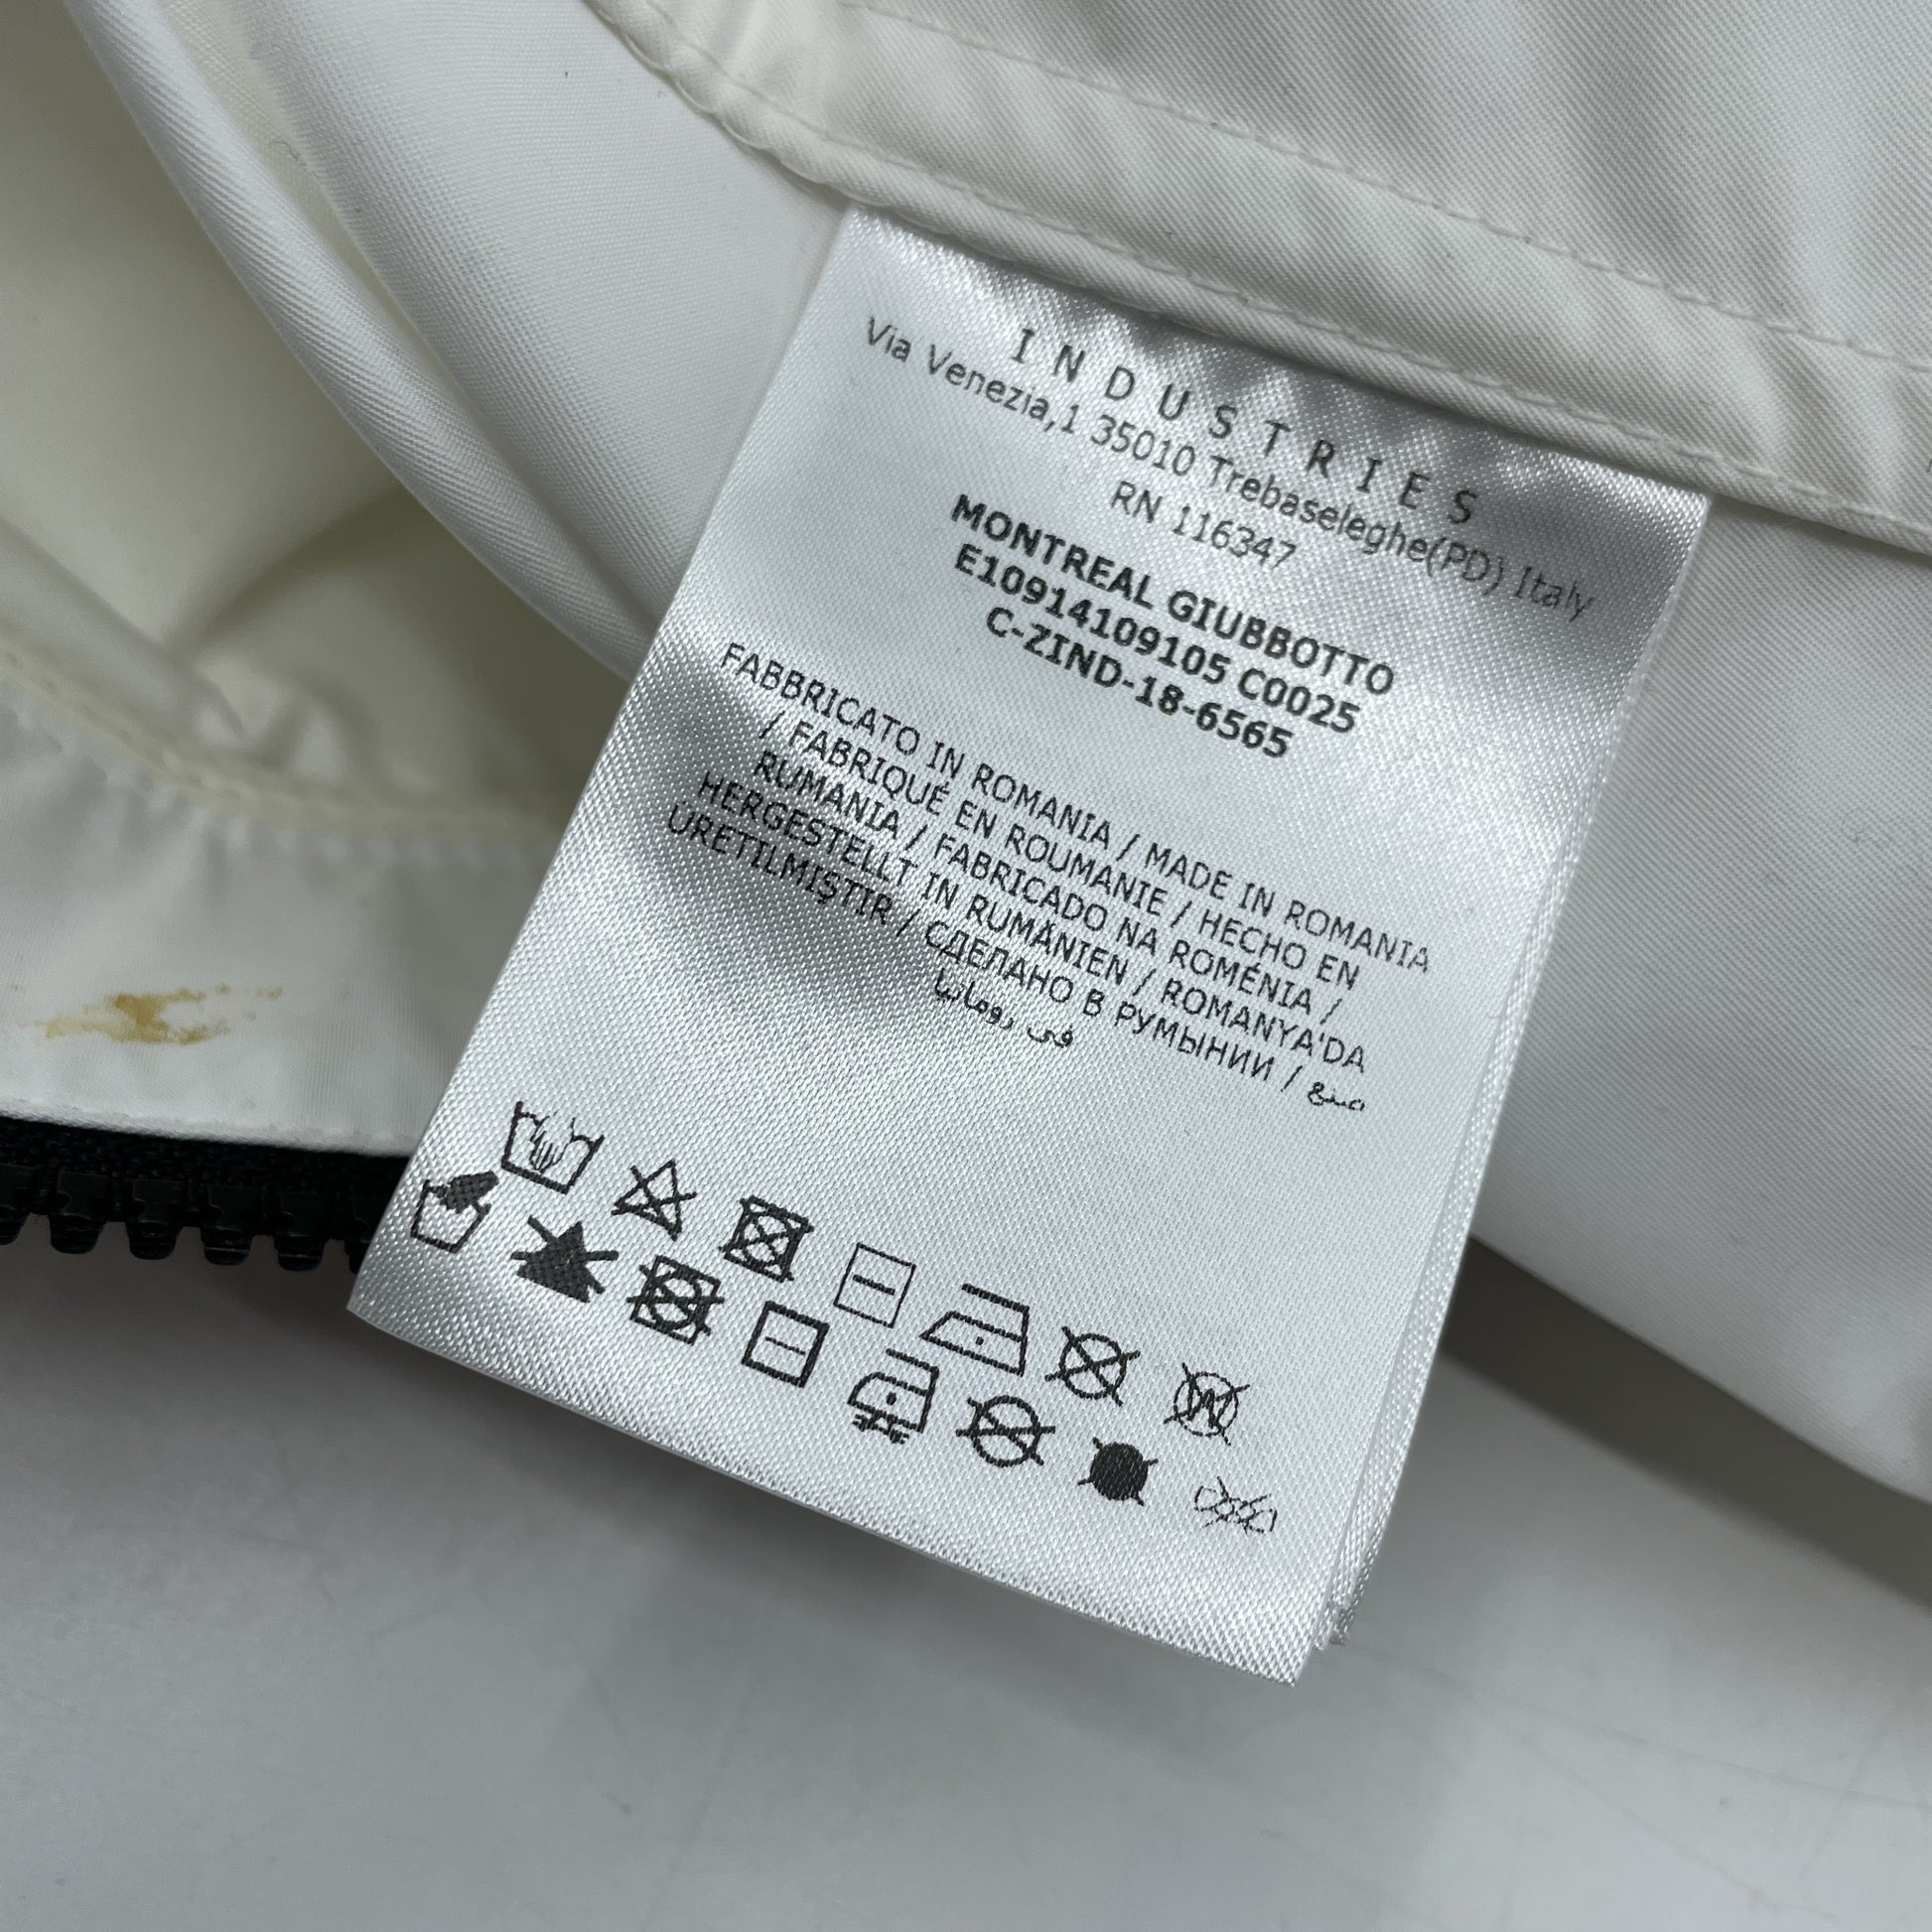 INDUSTRIES
Via Venezia,1 35010 Trebaseleghe(PD) Italy
RN 116347
MONTREAL GIUBBOTTO
E10914109105 C0025
C-ZIND-18-6565
FABBRICATO IN ROMANIA / MADE IN ROMANIA
/ FABRIQUÉ EN ROUMANIE / HECHO EN
RUMANIA / FABRICADO NA ROMÉNIA /
HERGESTELLT IN RUMÄNIEN / ROMANYA'DA
ÜRETILMIŞTIR / СДЕЛАНО В РУМЫНИИ / صنع
في رومانيا
W